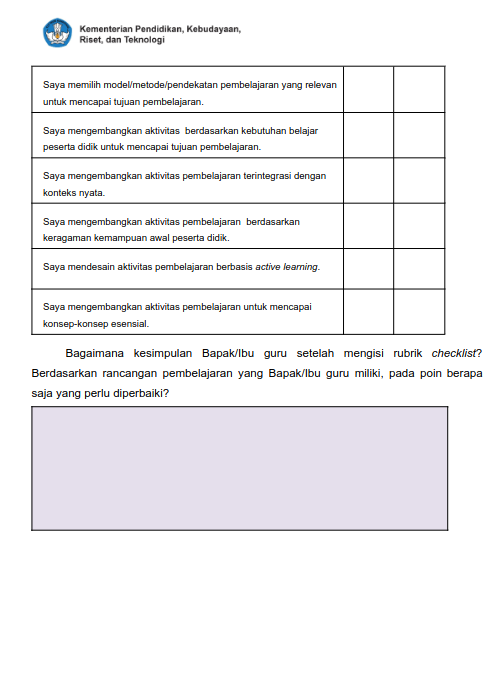 Kementerian Pendidikan, Kebudayaan,
Riset, dan Teknologi
Saya memilih model/metode/pendekatan pembelajaran yang relevan
untuk mencapai tujuan pembelajaran.
Saya mengembangkan aktivitas berdasarkan kebutuhan belajar
peserta didik untuk mencapai tujuan pembelajaran.
Saya mengembangkan aktivitas pembelajaran terintegrasi dengan
konteks nyata.
Saya mengembangkan aktivitas pembelajaran berdasarkan
keragaman kemampuan awal peserta didik.
Saya mendesain aktivitas pembelajaran berbasis active learning.
Saya mengembangkan aktivitas pembelajaran untuk mencapai
konsep-konsep esensial.
Bagaimana kesimpulan Bapak/Ibu guru setelah mengisi rubrik checklist?
Berdasarkan rancangan pembelajaran yang Bapak/Ibu guru miliki, pada poin berapa
saja yang perlu diperbaiki?